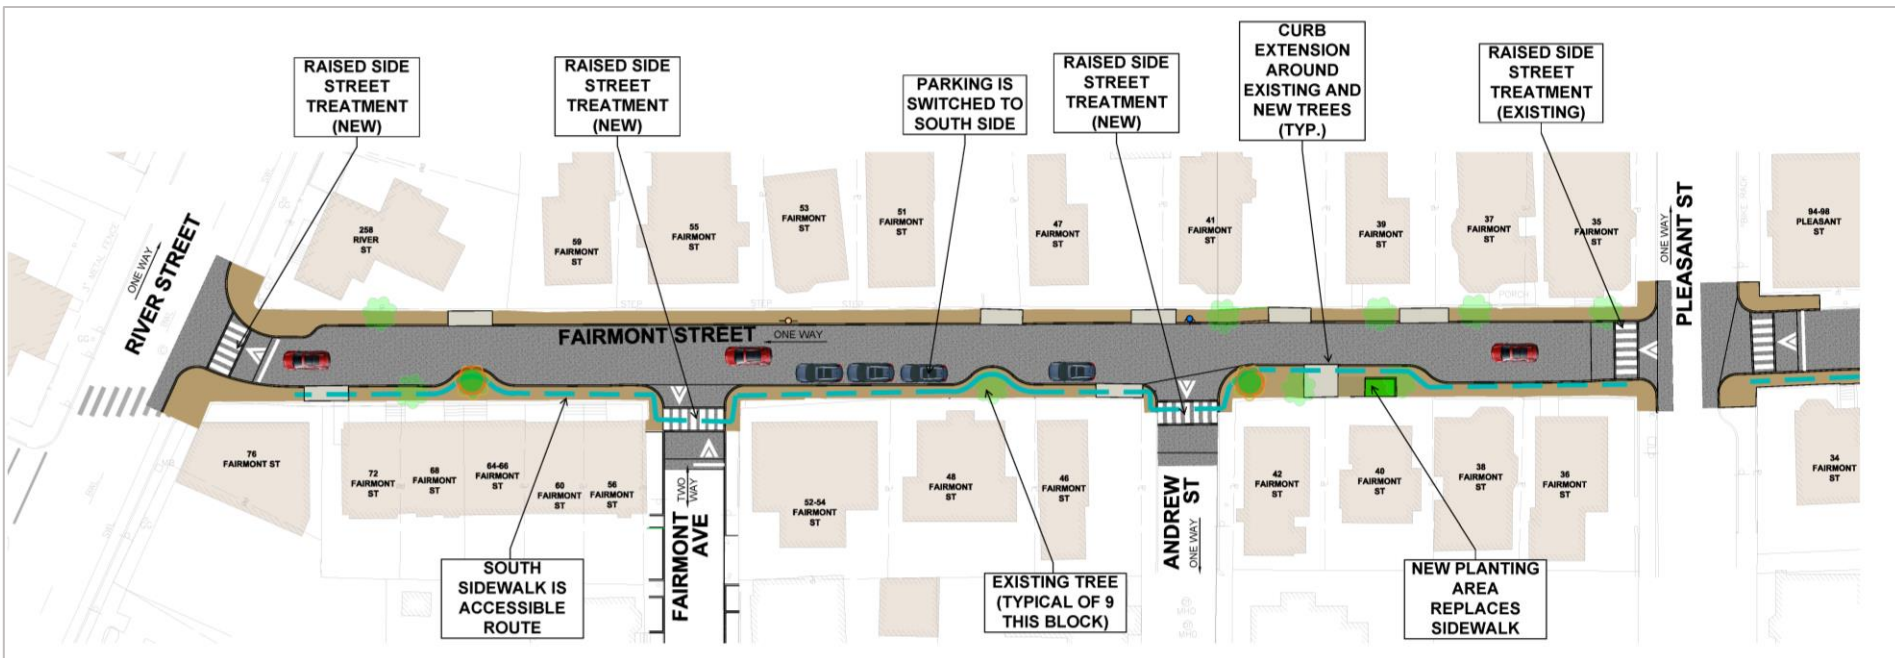 RAISED SIDE
STREET
TREATMENT
(NEW)
RAISED SIDE
STREET
TREATMENT
(NEW)
PARKING IS
SWITCHED TO
SOUTH SIDE
RAISED SIDE
STREET
TREATMENT
(NEW)
CURB
EXTENSION
AROUND
EXISTING AND
NEW TREES
(TYP.)
RAISED SIDE
STREET
TREATMENT
(EXISTING)
RIVER STREET
ONE WAY
258
RIVER
ST
59
FAIRMONT
ST
55
FAIRMONT
ST
53
FAIRMONT
ST
51
FAIRMONT
ST
47
FAIRMONT
ST
41
FAIRMONT
ST
39
FAIRMONT
ST
37
FAIRMONT
ST
35
FAIRMONT
ST
ONE WAY
PLEASANT ST
94-98
PLEASANT
ST
STEP
STEP
STEP
PORCH
FAIRMONT STREET
ONE WAY
76
FAIRMONT ST
72
FAIRMONT
ST
68
FAIRMONT
ST
64-66
FAIRMONT
ST
60
FAIRMONT
ST
56
FAIRMONT
ST
FAIRMONT
AVE
TWO
WAY
52-54
FAIRMONT
ST
48
FAIRMONT
ST
46
FAIRMONT
ST
ANDREW
ST
ONE WAY
42
FAIRMONT
ST
40
FAIRMONT
ST
38
FAIRMONT
ST
36
FAIRMONT
ST
34
FAIRMONT
ST
SOUTH
SIDEWALK IS
ACCESSIBLE
ROUTE
EXISTING TREE
(TYPICAL OF 9
THIS BLOCK)
NEW PLANTING
AREA
REPLACES
SIDEWALK